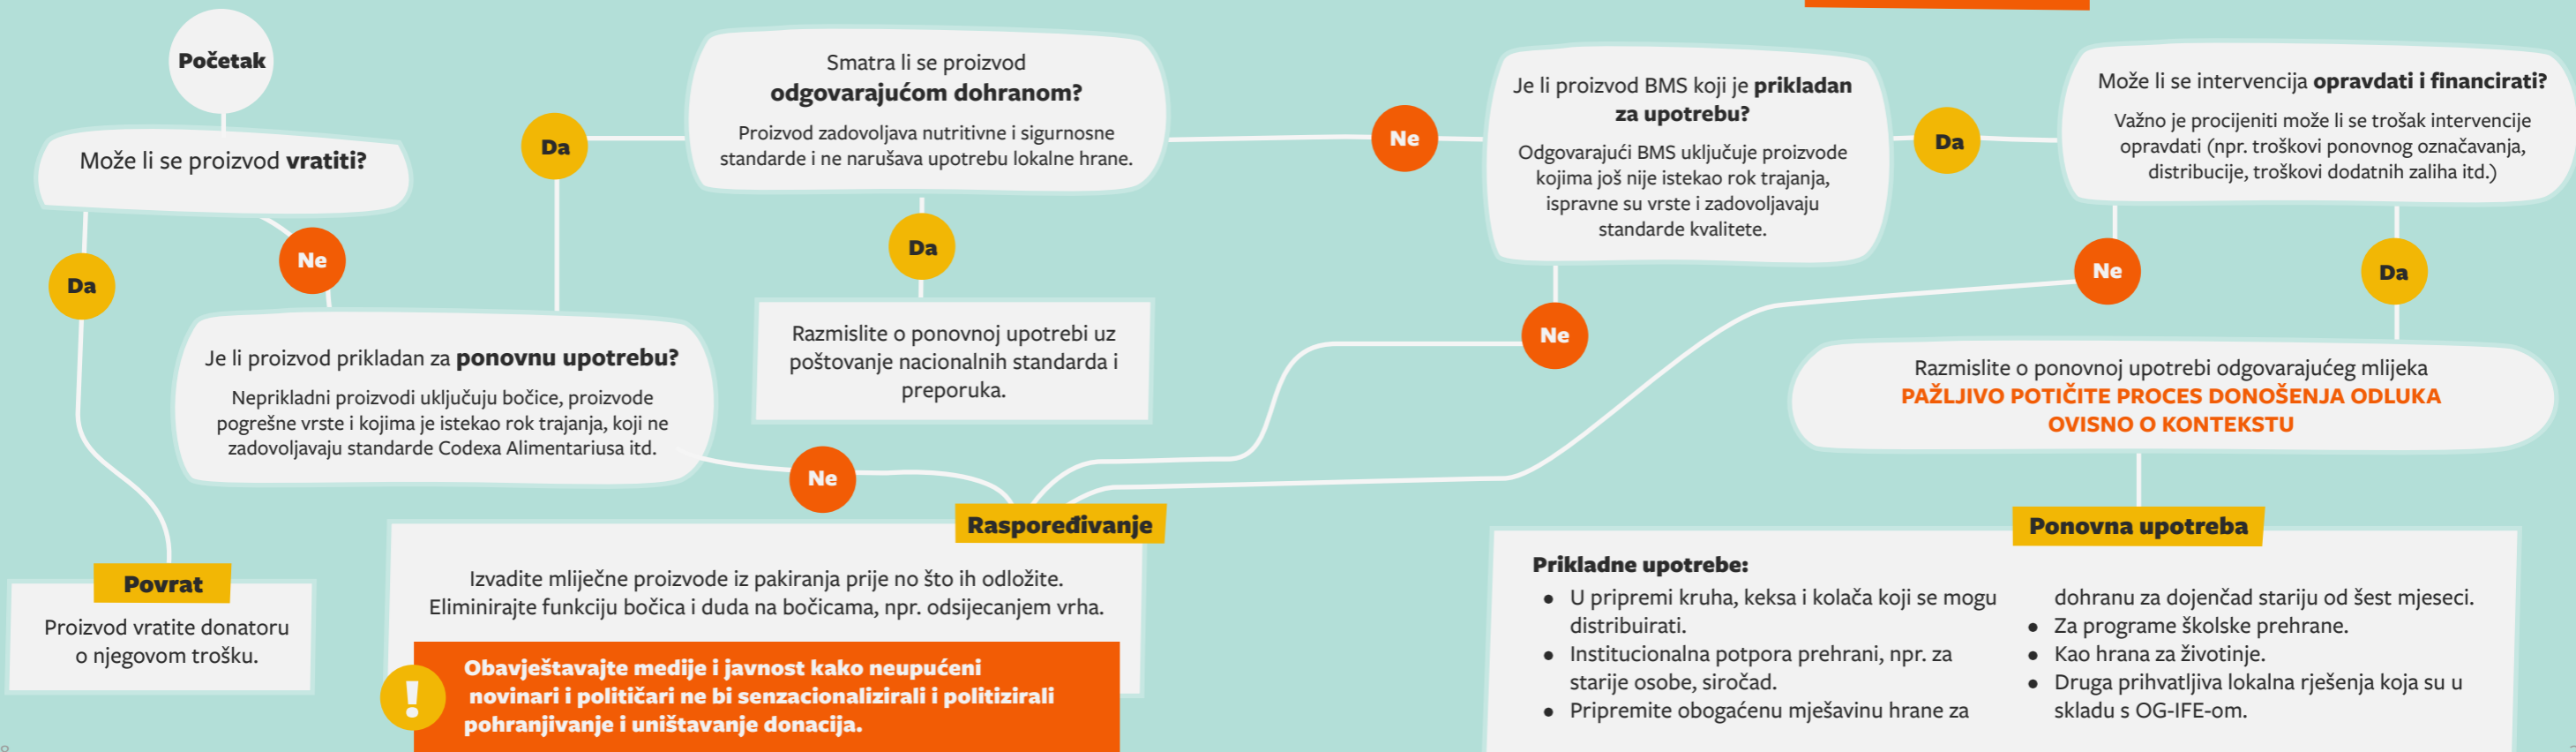 Početak
Može li se proizvod vratiti?
Da
Ne
Je li proizvod prikladan za ponovnu upotrebu?
Neprikladni proizvodi uključuju bočice, proizvode
pogrešne vrste i kojima je istekao rok trajanja, koji ne
zadovoljavaju standarde Codexa Alimentariusa itd.
Povrat
Proizvod vratite donatoru
o njegovom trošku.
Da
Smatra li se proizvod
odgovarajućom dohranom?
Proizvod zadovoljava nutritivne i sigurnosne
standarde i ne narušava upotrebu lokalne hrane.
Da
Razmislite o ponovnoj upotrebi uz
poštovanje nacionalnih standarda i
preporuka.
Ne
Ne
Je li proizvod BMS koji je prikladan
za upotrebu?
Odgovarajući BMS uključuje proizvode
kojima još nije istekao rok trajanja,
ispravne su vrste i zadovoljavaju
standarde kvalitete.
Ne
Da
Može li se intervencija opravdati i financirati?
Važno je procijeniti može li se trošak intervencije
opravdati (npr. troškovi ponovnog označavanja,
distribucije, troškovi dodatnih zaliha itd.)
Ne
Da
Razmislite o ponovnoj upotrebi odgovarajućeg mlijeka
PAŽLJIVO POTIČITE PROCES DONOŠENJA ODLUKA
OVISNO O KONTEKSTU
Raspoređivanje
Izvadite mliječne proizvode iz pakiranja prije no što ih odložite.
Eliminirajte funkciju bočica i duda na bočicama, npr. odsijecanjem vrha.
!
Obavještavajte medije i javnost kako neupućeni
novinari i političari ne bi senzacionalizirali i politizirali
pohranjivanje i uništavanje donacija.
Ponovna upotreba
Prikladne upotrebe:
● U pripremi kruha, keksa i kolača koji se mogu
distribuirati.
● Institucionalna potpora prehrani, npr. za
starije osobe, siročad.
● Pripremite obogaćenu mješavinu hrane za
dohranu za dojenčad stariju od šest mjeseci.
● Za programe školske prehrane.
● Kao hrana za životinje.
● Druga prihvatljiva lokalna rješenja koja su u
skladu s OG-IFE-om.